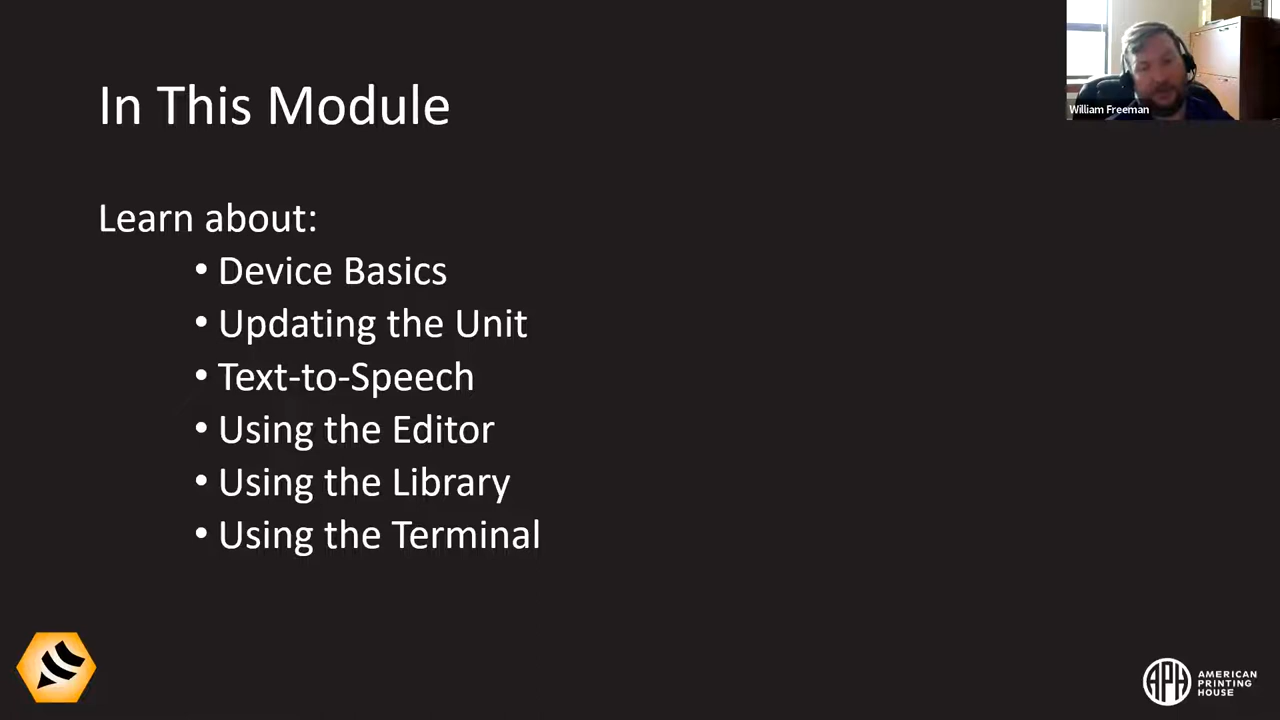 In This Module
William Freeman
Learn about:
• Device Basics
• Updating the Unit
• Text-to-Speech
• Using the Editor
• Using the Library
• Using the Terminal
APH
AMERICAN
PRINTING
HOUSE